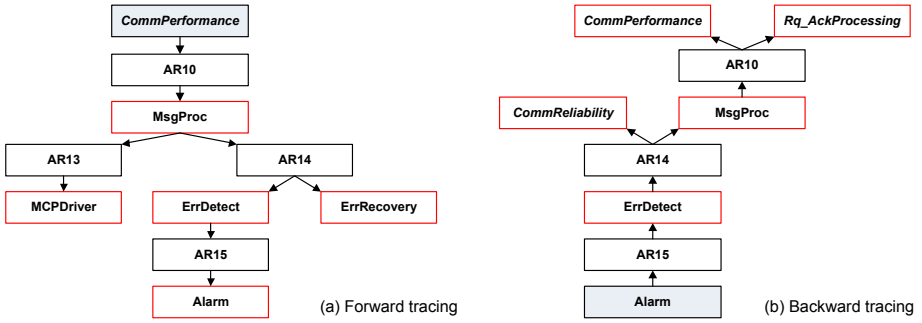 CommPerformance
AR10
MsgProc
AR13
AR14
MCPDriver
ErrDetect
ErrRecovery
AR15
Alarm
(a) Forward tracing
CommPerformance
Rq_AckProcessing
AR10
CommReliability
MsgProc
AR14
ErrDetect
AR15
Alarm
(b) Backward tracing